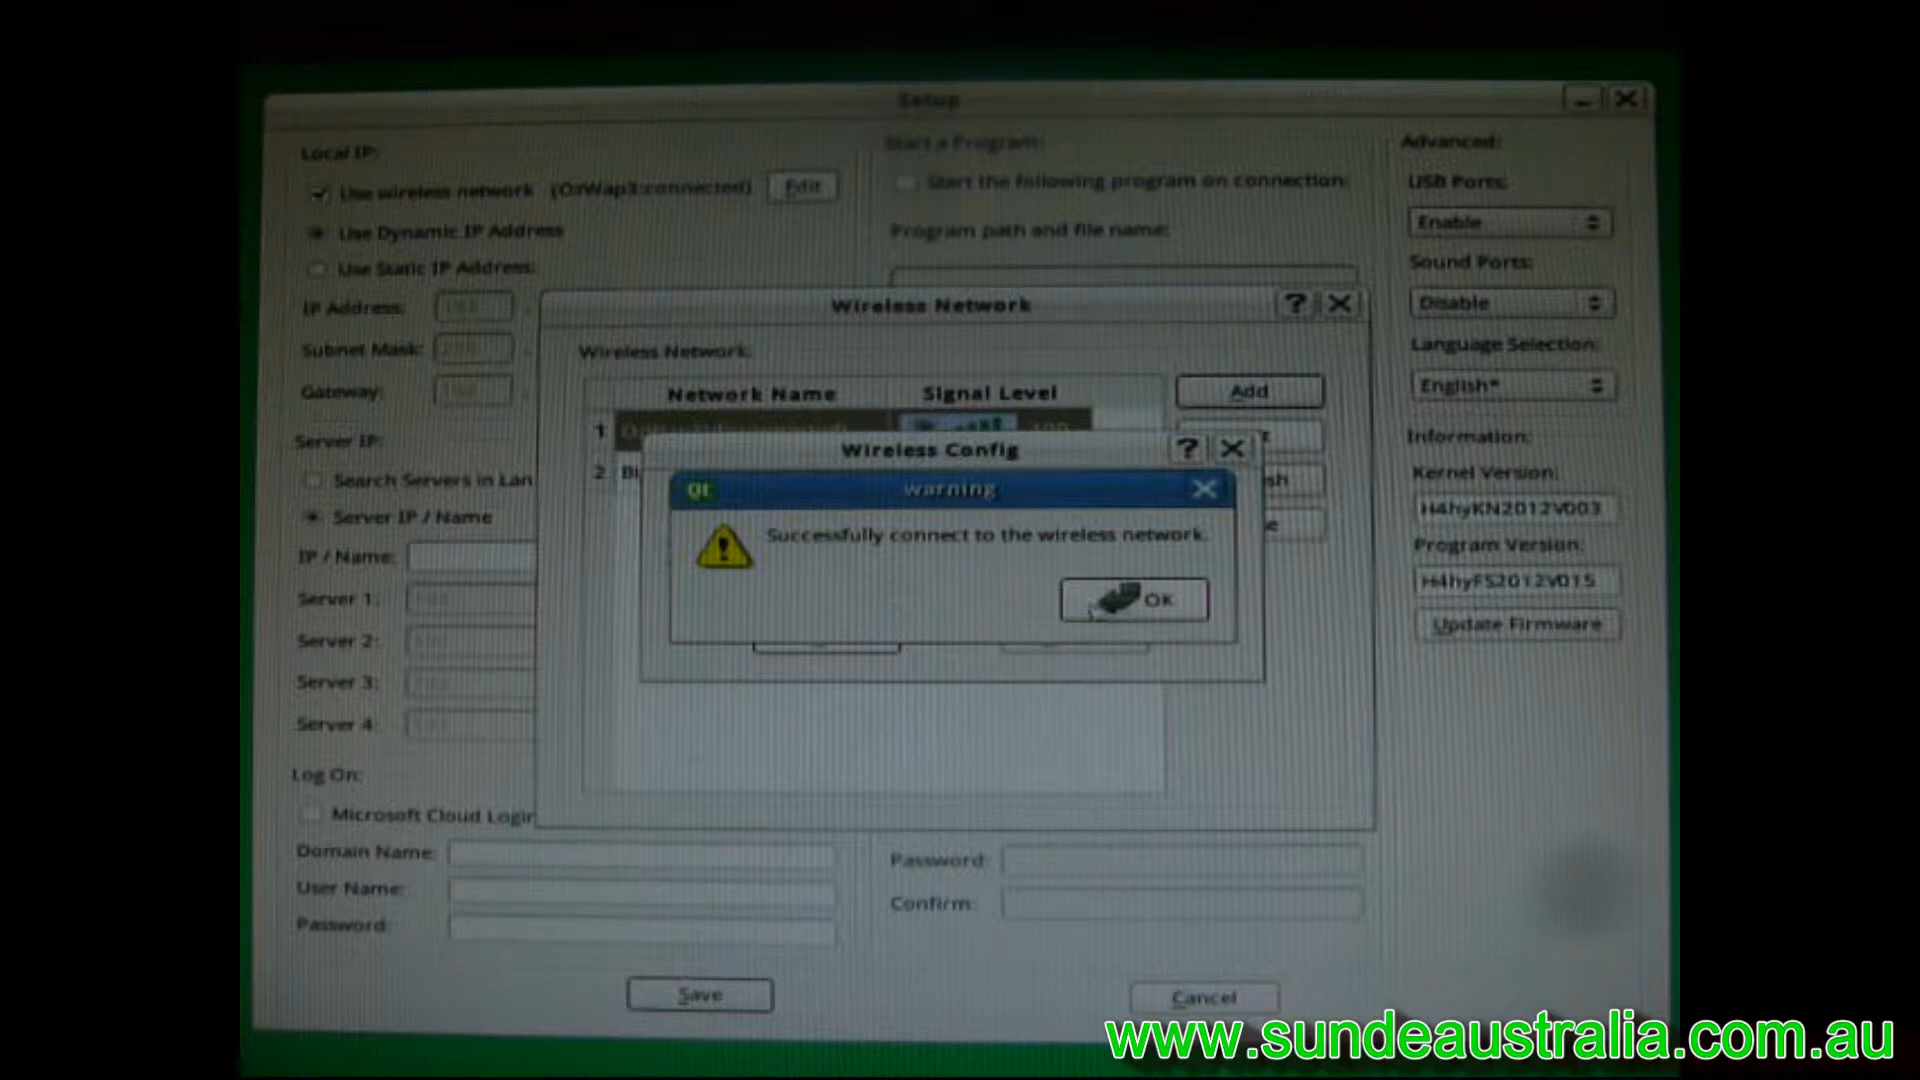 Setup
Local IP:
Use wireless network (OzWap3:connected) Edit
Use Dynamic IP Address
Use Static IP Address:
IP Address:
Subnet Mask:
Gateway:
Server IP:
Search Servers in Lan
Server IP / Name
IP / Name:
Server 1:
Server 2:
Server 3:
Server 4:
Log On:
Microsoft Cloud Login
Domain Name:
User Name:
Password:
Start a Program:
Start the following program on connection:
Program path and file name:
Password:
Confirm:
Save
Cancel
Advanced:
USB Ports:
Enable
Sound Ports:
Disable
Language Selection:
English*
Information:
Kernel Version:
H4hyKN2012V003
Program Version:
H4hyFS2012V015
Update Firmware
Wireless Network
Wireless Network:
Network Name Signal Level
1
2
Add
Wireless Config
Qt warning
Successfully connect to the wireless network.
OK
www.sundeaustralia.com.au